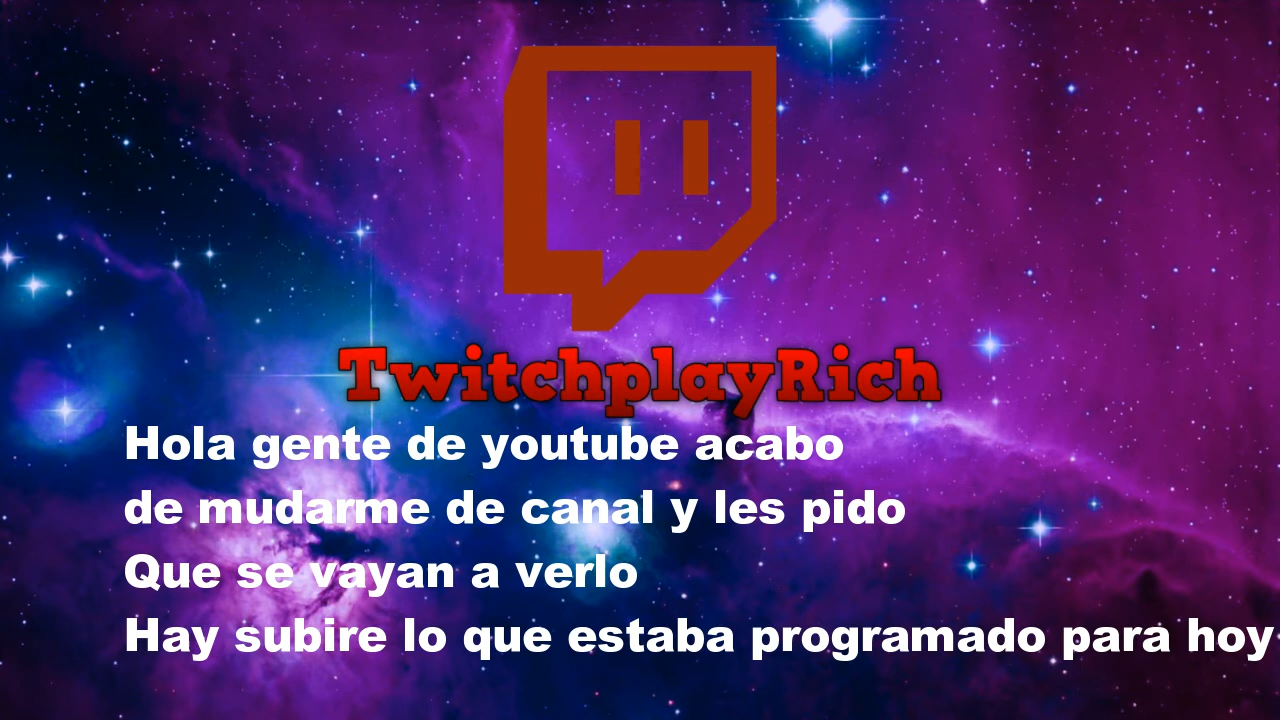 TwitchplayRich
Hola gente de youtube acabo
de mudarme de canal y les pido
Que se vayan a verlo
Hay subire lo que estaba programado para hoy